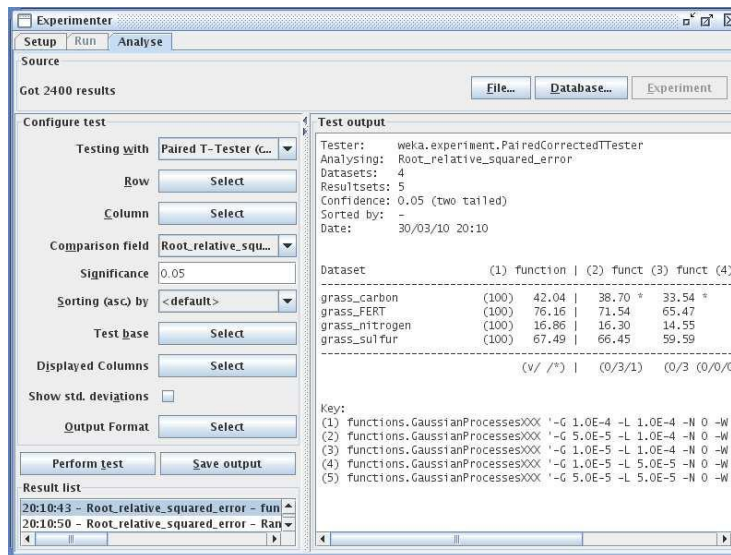 Experimenter
Setup Run Analyse
Source
Got 2400 results
File... Database... Experiment
Configure test
Testing with Paired T-Tester (c...
Row Select
Column Select
Comparison field Root_relative_squ...
Significance 0.05
Sorting (asc.) by <default>
Test base Select
Displayed Columns Select
Show std. deviations
Output Format Select
Perform test Save output
Result list
20:10:43 - Root_relative_squared_error - fun
20:10:50 - Root_relative_squared_error - Ran
Test output
Tester: weka.experiment.PairedCorrectedTTester
Analysing: Root_relative_squared_error
Datasets: 4
Resultsets: 5
Confidence: 0.05 (two tailed)
Sorted by: -
Date: 30/03/10 20:10
Dataset (1) function | (2) funct (3) funct (4)
grass_carbon (100) 42.04 | 38.70 * 33.54 *
grass_FERT (100) 76.16 | 71.54 65.47
grass_nitrogen (100) 16.86 | 16.30 14.55
grass_sulfur (100) 67.49 | 66.45 59.59
(v/ /*) | (0/3/1) (0/3 (0/0/0
Key:
(1) functions.GaussianProcessesXXX '-G 1.0E-4 -L 1.0E-4 -N 0 -W
(2) functions.GaussianProcessesXXX '-G 5.0E-5 -L 1.0E-4 -N 0 -W
(3) functions.GaussianProcessesXXX '-G 1.0E-5 -L 1.0E-4 -N 0 -W
(4) functions.GaussianProcessesXXX '-G 1.0E-5 -L 5.0E-5 -N 0 -W
(5) functions.GaussianProcessesXXX '-G 5.0E-5 -L 5.0E-5 -N 0 -W